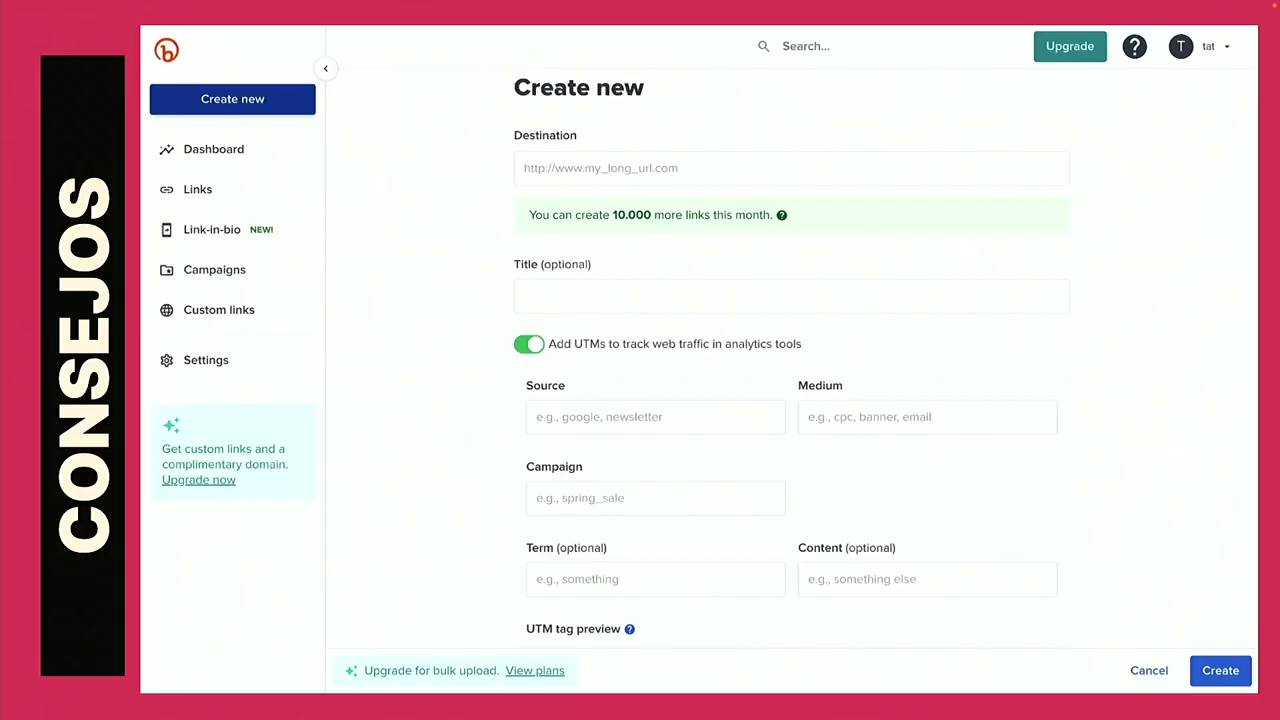 CONSEJOS
Search...
Upgrade
?
T
tat
Create new
Dashboard
Links
Link-in-bio NEW!
Campaigns
Custom links
Settings
Get custom links and a
complimentary domain.
Upgrade now
Create new
Destination
http://www.my_long_url.com
You can create 10.000 more links this month. ?
Title (optional)
Add UTMs to track web traffic in analytics tools
Source
Medium
e.g., google, newsletter
e.g., cpc, banner, email
Campaign
e.g., spring_sale
Term (optional)
Content (optional)
e.g., something
e.g., something else
UTM tag preview ?
Upgrade for bulk upload. View plans
Cancel
Create